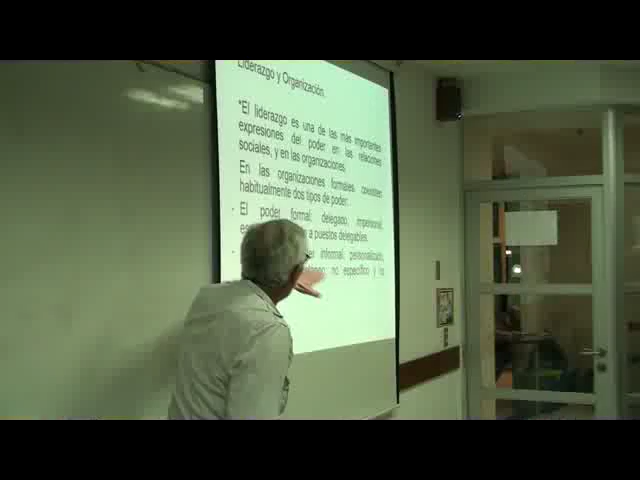 Liderazgo y Organización.
*El liderazgo es una de las más importantes
expresiones del poder en las relaciones
sociales, y en las organizaciones,
En las organizaciones formales coexisten
habitualmente dos tipos de poder:
- El poder formal: delegado, impersonal,
a puestos delegables.
- informal, personalizado,
no específico y no